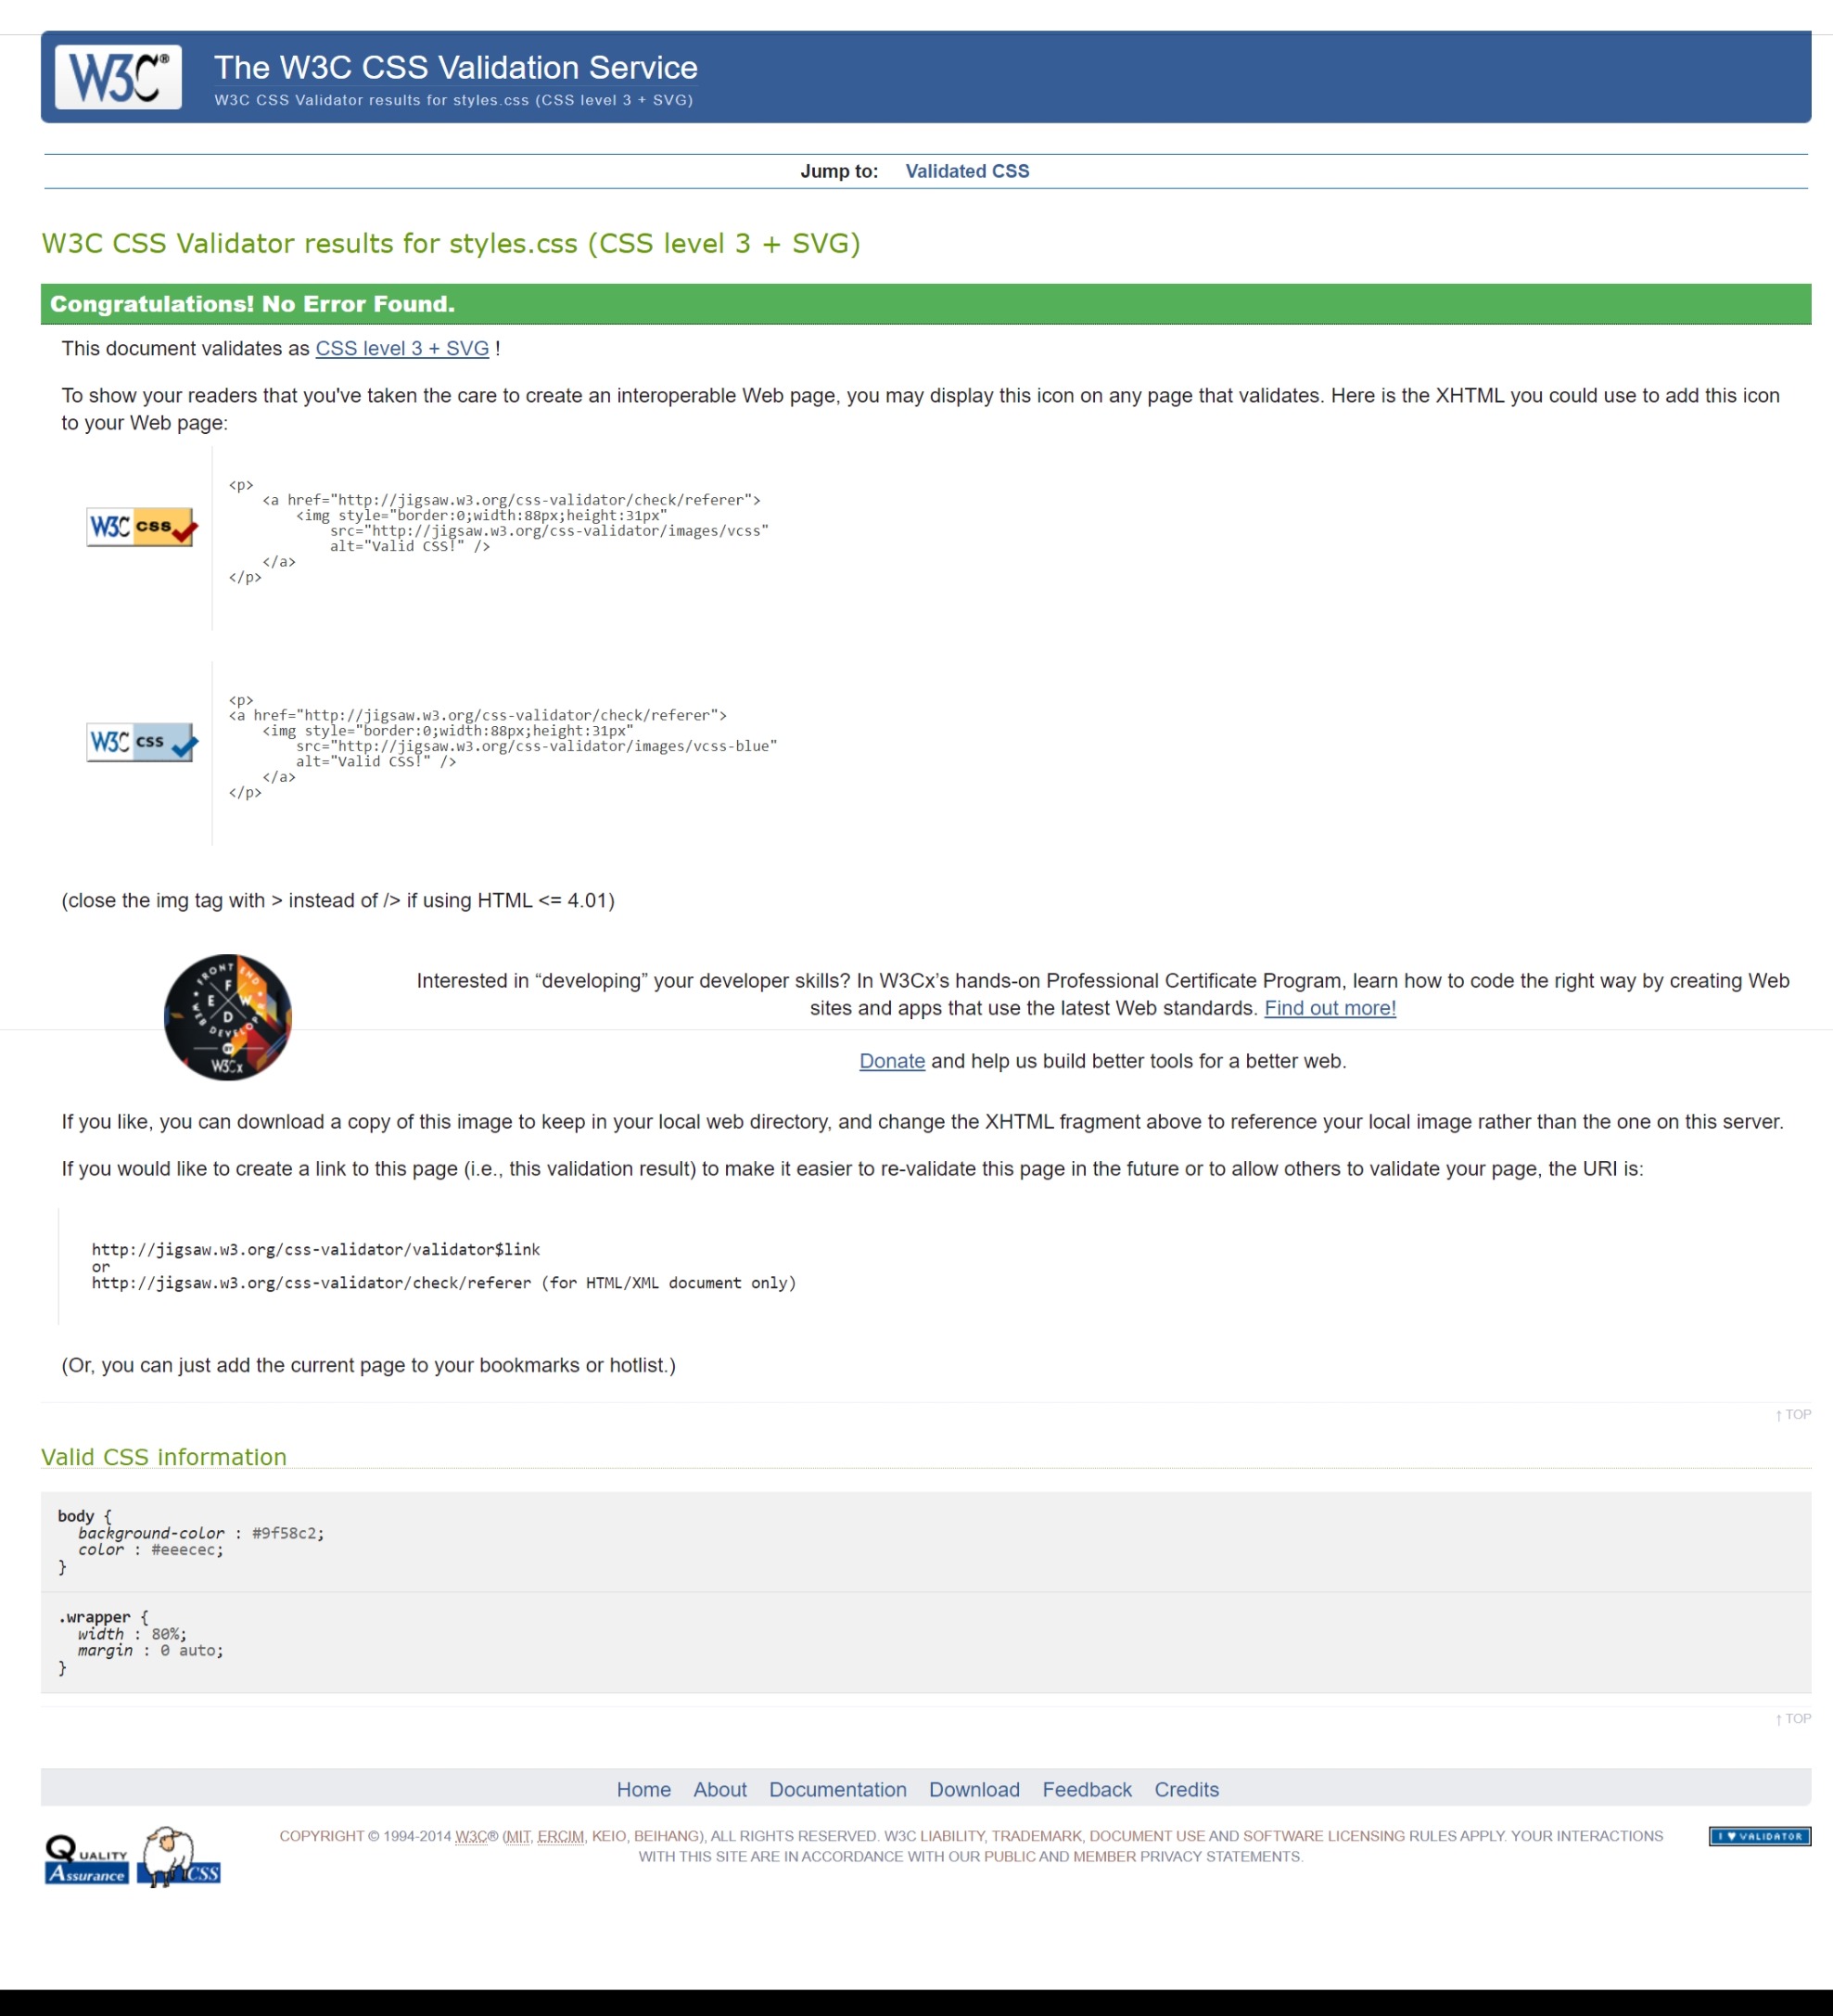 W3C®
The W3C CSS Validation Service
W3C CSS Validator results for styles.css (CSS level 3 + SVG)
Jump to: Validated CSS
W3C CSS Validator results for styles.css (CSS level 3 + SVG)
Congratulations! No Error Found.
This document validates as CSS level 3 + SVG !
To show your readers that you've taken the care to create an interoperable Web page, you may display this icon on any page that validates. Here is the XHTML you could use to add this icon
to your Web page:
W3C css
<p>
    <a href="http://jigsaw.w3.org/css-validator/check/referer">
        <img style="border:0;width:88px;height:31px"
            src="http://jigsaw.w3.org/css-validator/images/vcss"
            alt="Valid CSS!" />
    </a>
</p>
W3C css
<p>
<a href="http://jigsaw.w3.org/css-validator/check/referer">
    <img style="border:0;width:88px;height:31px"
        src="http://jigsaw.w3.org/css-validator/images/vcss-blue"
        alt="Valid CSS!" />
    </a>
</p>
(close the img tag with > instead of /> if using HTML <= 4.01)
FRONT END
WEB DEVELOPER
F
E W
D
BY
W3Cx
Interested in “developing” your developer skills? In W3Cx’s hands-on Professional Certificate Program, learn how to code the right way by creating Web
sites and apps that use the latest Web standards. Find out more!
Donate and help us build better tools for a better web.
If you like, you can download a copy of this image to keep in your local web directory, and change the XHTML fragment above to reference your local image rather than the one on this server.
If you would like to create a link to this page (i.e., this validation result) to make it easier to re-validate this page in the future or to allow others to validate your page, the URI is:
http://jigsaw.w3.org/css-validator/validator$link
or
http://jigsaw.w3.org/css-validator/check/referer (for HTML/XML document only)
(Or, you can just add the current page to your bookmarks or hotlist.)
↑ TOP
Valid CSS information
body {
  background-color : #9f58c2;
  color : #eeecec;
}
.wrapper {
  width : 80%;
  margin : 0 auto;
}
↑ TOP
Home About Documentation Download Feedback Credits
QUALITY
Assurance
CSS
COPYRIGHT © 1994-2014 W3C® (MIT, ERCIM, KEIO, BEIHANG), ALL RIGHTS RESERVED. W3C LIABILITY, TRADEMARK, DOCUMENT USE AND SOFTWARE LICENSING RULES APPLY. YOUR INTERACTIONS
WITH THIS SITE ARE IN ACCORDANCE WITH OUR PUBLIC AND MEMBER PRIVACY STATEMENTS.
I ♥ VALIDATOR